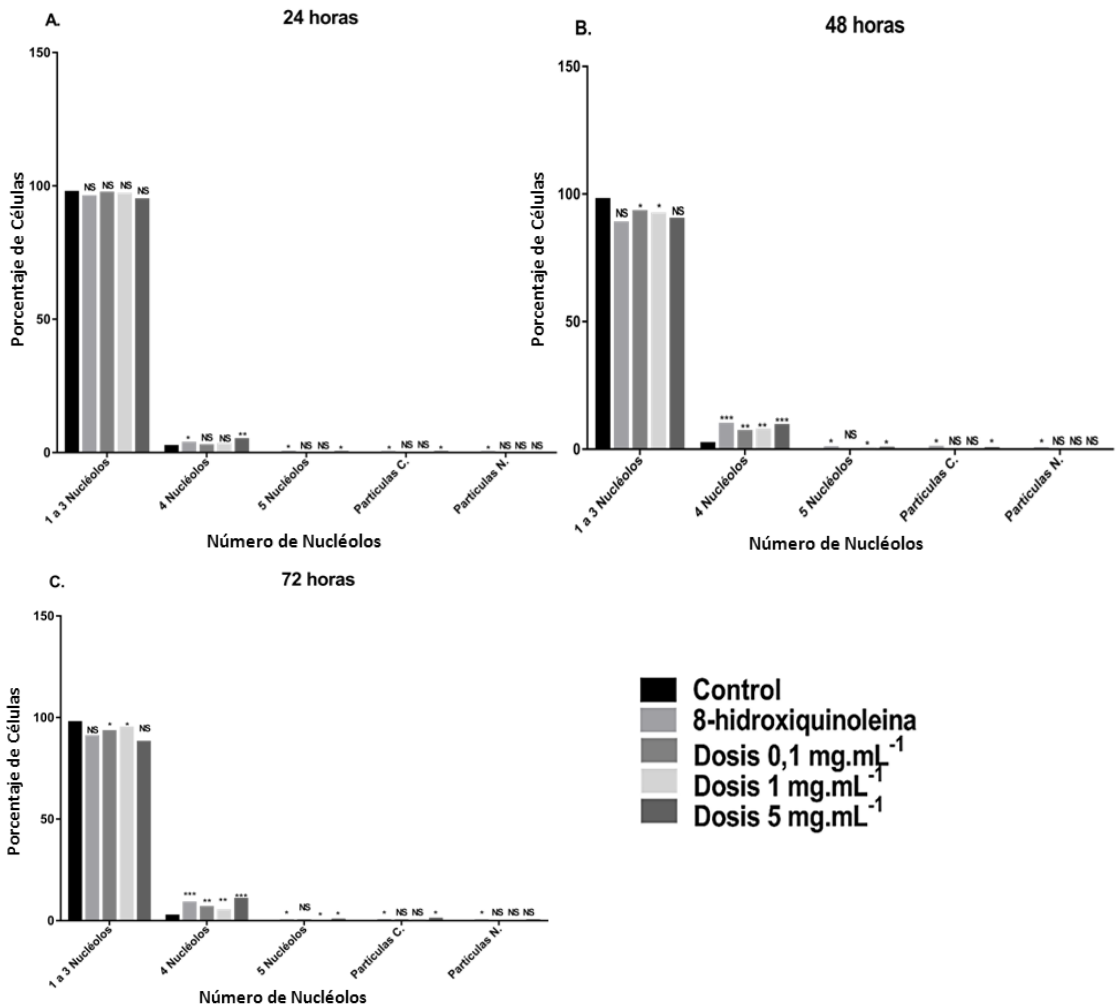 A.
24 horas
Porcentaje de Células
150
100
50
0
NS NS NS NS
* NS NS **
* NS NS *
* NS NS *
* NS NS NS
1 a 3 Nucléolos
4 Nucléolos
5 Nucléolos
Partículas C.
Partículas N.
Número de Nucléolos
B.
48 horas
Porcentaje de Células
150
100
50
0
NS * * NS
*** ** ** ***
* NS * *
* NS NS *
* NS NS NS
1 a 3 Nucléolos
4 Nucléolos
5 Nucléolos
Partículas C.
Partículas N.
Número de Nucléolos
C.
72 horas
Porcentaje de Células
150
100
50
0
NS * * NS
*** ** ** ***
* NS * *
* NS NS *
* NS NS NS
1 a 3 Nucléolos
4 Nucléolos
5 Nucléolos
Partículas C.
Partículas N.
Número de Nucléolos
Control
8-hidroxiquinoleina
Dosis 0,1 mg.mL⁻¹
Dosis 1 mg.mL⁻¹
Dosis 5 mg.mL⁻¹